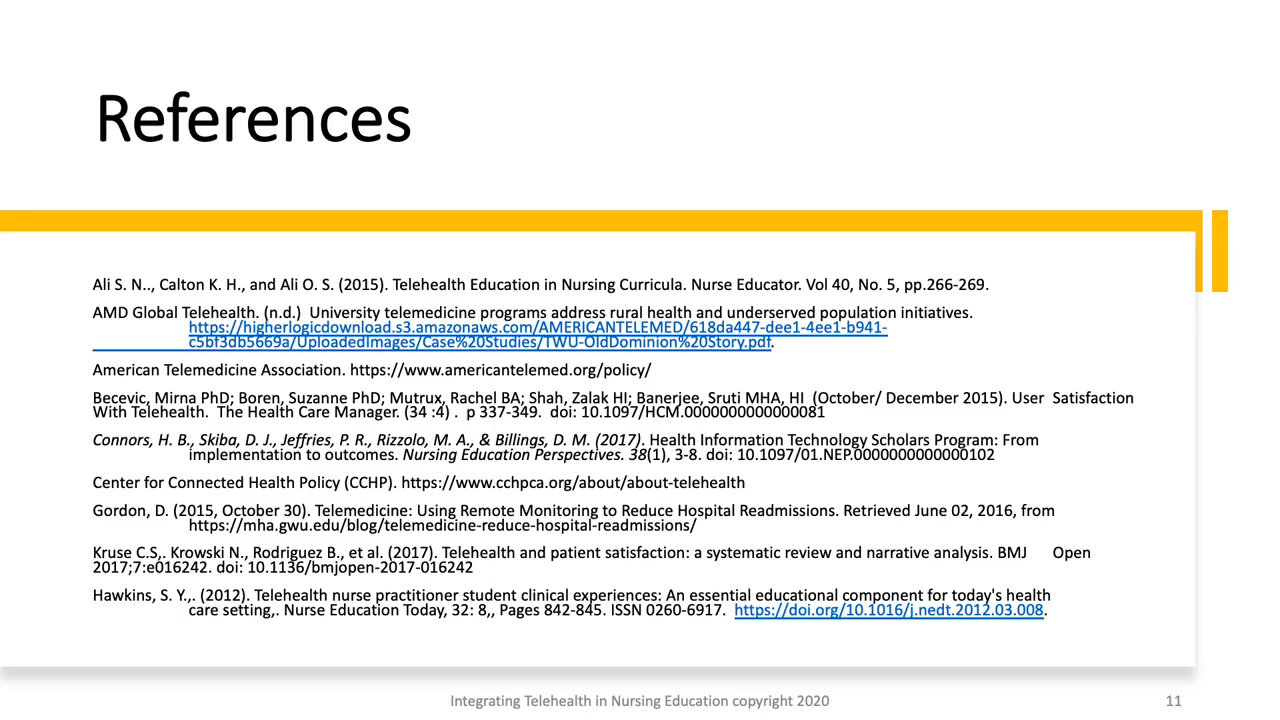 References
Ali S. N.., Calton K. H., and Ali O. S. (2015). Telehealth Education in Nursing Curricula. Nurse Educator. Vol 40, No. 5, pp.266-269.
AMD Global Telehealth. (n.d.)  University telemedicine programs address rural health and underserved population initiatives.
https://higherlogicdownload.s3.amazonaws.com/AMERICANTELEMED/618da447-dee1-4ee1-b941-
c5bf3db5669a/UploadedImages/Case%20Studies/TWU-OldDominion%20Story.pdf.
American Telemedicine Association. https://www.americantelemed.org/policy/
Becevic, Mirna PhD; Boren, Suzanne PhD; Mutrux, Rachel BA; Shah, Zalak HI; Banerjee, Sruti MHA, HI  (October/ December 2015). User  Satisfaction
With Telehealth.  The Health Care Manager. (34 :4) .  p 337-349.  doi: 10.1097/HCM.0000000000000081
Connors, H. B., Skiba, D. J., Jeffries, P. R., Rizzolo, M. A., & Billings, D. M. (2017). Health Information Technology Scholars Program: From
implementation to outcomes. Nursing Education Perspectives. 38(1), 3-8. doi: 10.1097/01.NEP.0000000000000102
Center for Connected Health Policy (CCHP). https://www.cchpca.org/about/about-telehealth
Gordon, D. (2015, October 30). Telemedicine: Using Remote Monitoring to Reduce Hospital Readmissions. Retrieved June 02, 2016, from
https://mha.gwu.edu/blog/telemedicine-reduce-hospital-readmissions/
Kruse C.S,. Krowski N., Rodriguez B., et al. (2017). Telehealth and patient satisfaction: a systematic review and narrative analysis. BMJ      Open
2017;7:e016242. doi: 10.1136/bmjopen-2017-016242
Hawkins, S. Y.,. (2012). Telehealth nurse practitioner student clinical experiences: An essential educational component for today's health
care setting,. Nurse Education Today, 32: 8,, Pages 842-845. ISSN 0260-6917.  https://doi.org/10.1016/j.nedt.2012.03.008.
Integrating Telehealth in Nursing Education copyright 2020
11